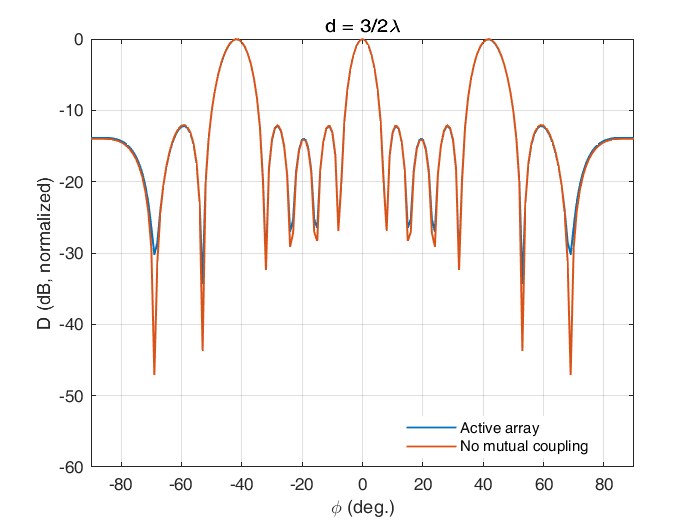 d = 3/2λ
0
-10
-20
-30
-40
-50
-60
D (dB, normalized)
Active array
No mutual coupling
-80 -60 -40 -20 0 20 40 60 80
ϕ (deg.)